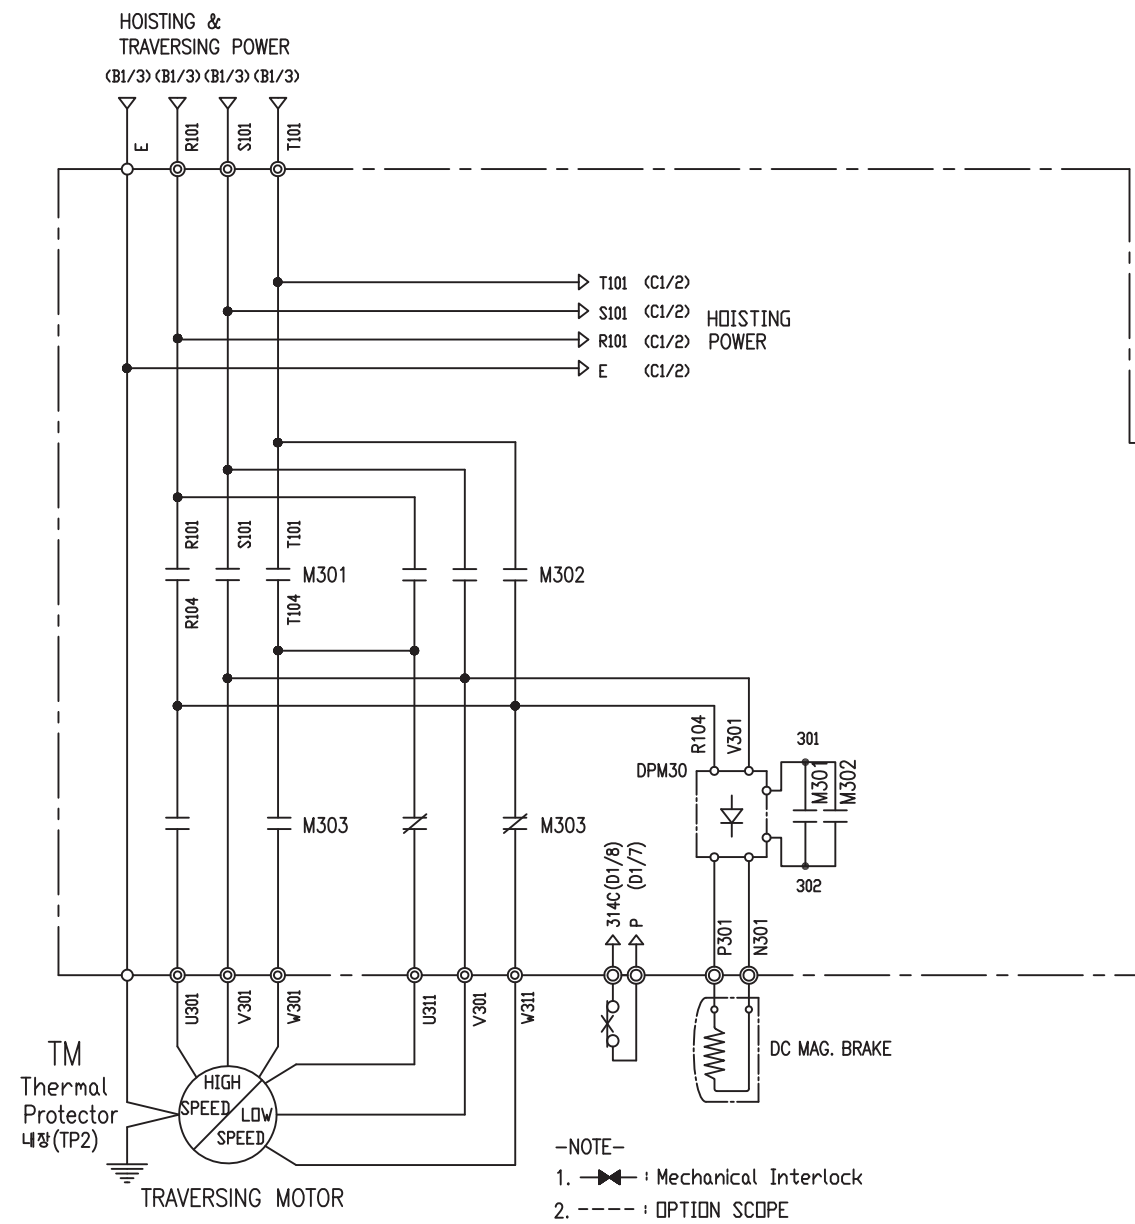 HOISTING &
TRAVERSING POWER
(B1/3) (B1/3) (B1/3) (B1/3)
E
R101
S101
T101
T101 (C1/2)
S101 (C1/2)
R101 (C1/2)
E (C1/2)
HOISTING
POWER
R101
S101
T101
M301
M302
R104
T104
R104
V301
301
DPM30
M301
M302
M303
M303
302
314C(D1/8)
P (D1/7)
P301
N301
U301
V301
W301
U311
V301
W311
DC MAG. BRAKE
TM
Thermal
Protector
내장(TP2)
HIGH
SPEED
LOW
SPEED
TRAVERSING MOTOR
-NOTE-
1. : Mechanical Interlock
2. ----- : OPTION SCOPE